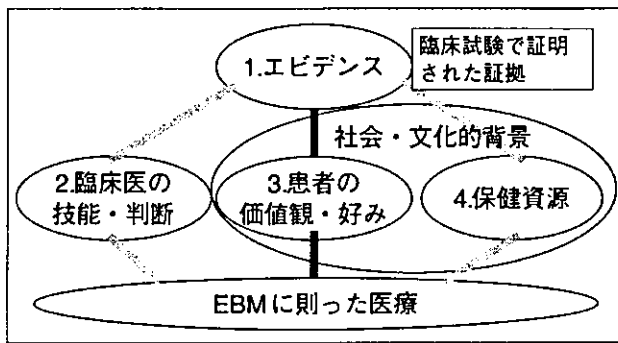 1.エビデンス
臨床試験で証明
された証拠
社会・文化的背景
2.臨床医の
技能・判断
3.患者の
価値観・好み
4.保健資源
EBMに則った医療